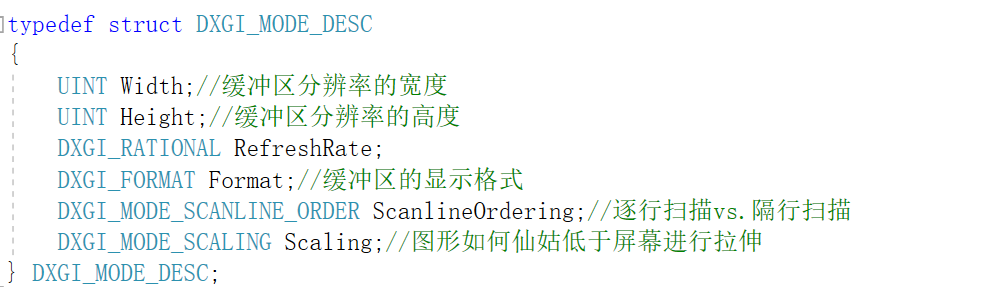 typedef struct DXGI_MODE_DESC
{
UINT Width;//缓冲区分辨率的宽度
UINT Height;//缓冲区分辨率的高度
DXGI_RATIONAL RefreshRate;
DXGI_FORMAT Format;//缓冲区的显示格式
DXGI_MODE_SCANLINE_ORDER ScanlineOrdering;//逐行扫描vs.隔行扫描
DXGI_MODE_SCALING Scaling;//图形如何仙姑低于屏幕进行拉伸
} DXGI_MODE_DESC;